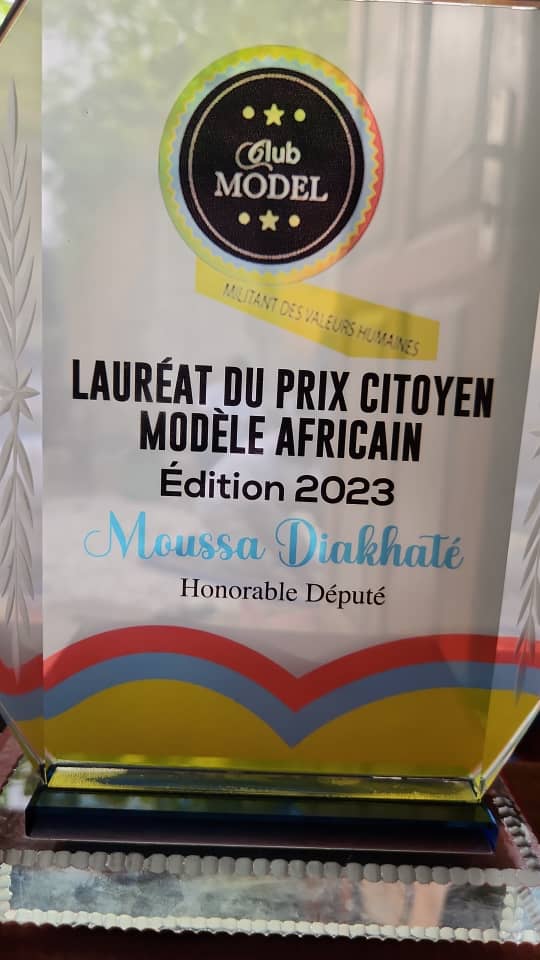 Club
MODEL
MILITANT DES VALEURS HUMAINES
LAURÉAT DU PRIX CITOYEN
MODÈLE AFRICAIN
Édition 2023
Moussa Diakhaté
Honorable Député